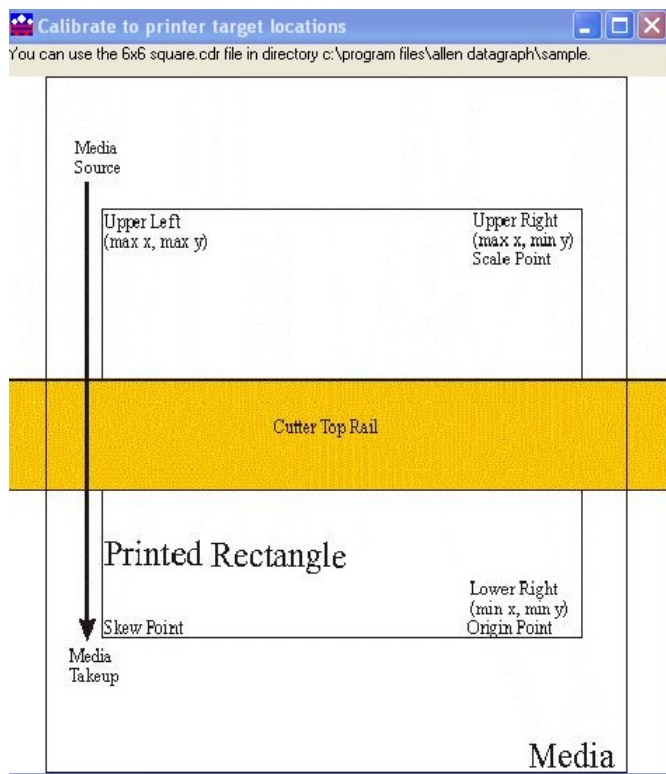 Calibrate to printer target locations
You can use the 6x6 square.cdr file in directory c:\program files\allen datagraph\sample.
Media
Source
Upper Left
(max x, max y)
Upper Right
(max x, min y)
Scale Point
Cutter Top Rail
Printed Rectangle
Lower Right
(min x, min y)
Origin Point
Skew Point
Media
Takeup
Media